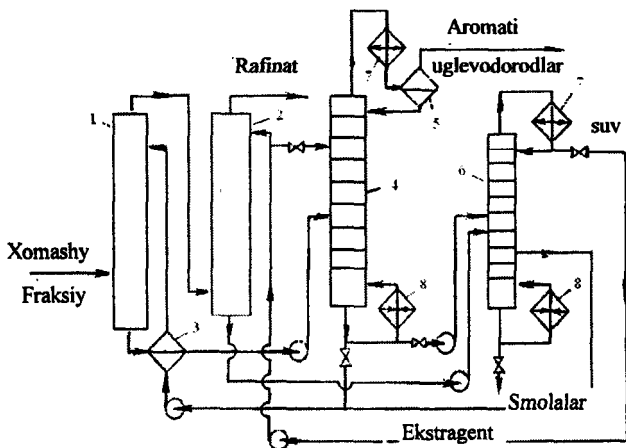 Aromati
uglevodorodlar
Rafinat
7
7
1
2
5
suv
6
4
Xomashy
Fraksiy
8
8
3
Smolalar
Ekstragent